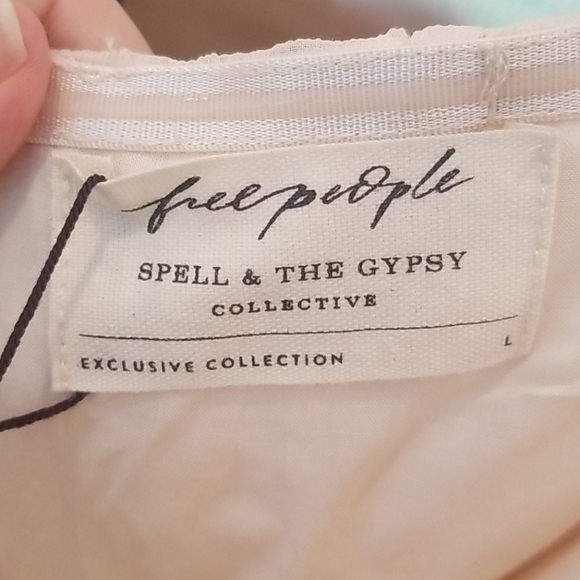 free people
SPELL & THE GYPSY
COLLECTIVE
EXCLUSIVE COLLECTION L